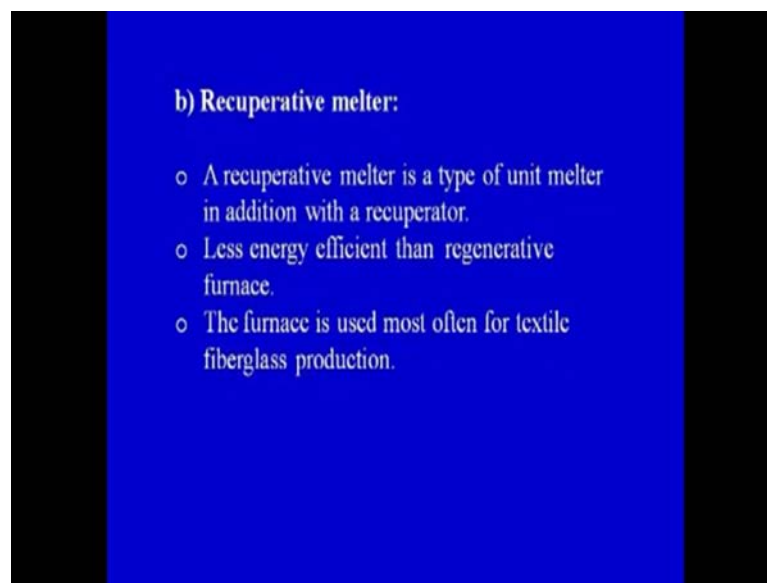 b) Recuperative melter:
o A recuperative melter is a type of unit melter
in addition with a recuperator.
o Less energy efficient than regenerative
furnace.
o The furnace is used most often for textile
fiberglass production.